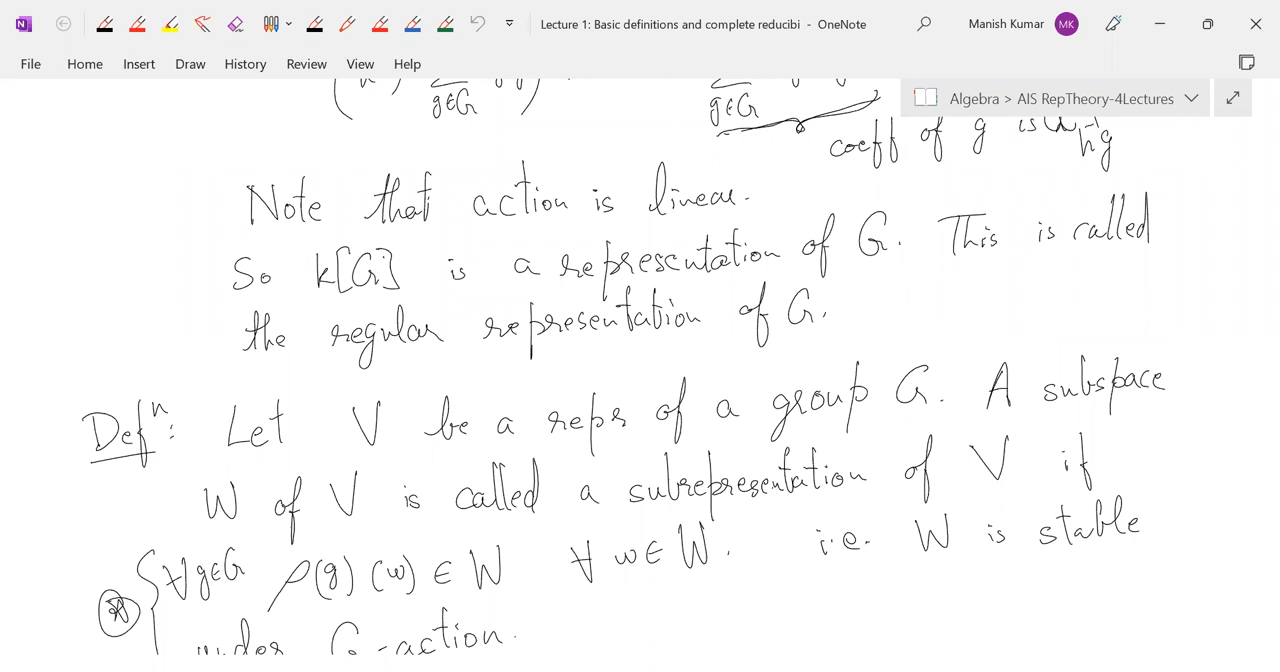 Lecture 1: Basic definitions and complete reducibi - OneNote
Manish Kumar MK
File Home Insert Draw History Review View Help
Algebra > AIS RepTheory-4Lectures
g∈G g∈G
coeff of g is α h⁻¹g
Note that action is linear.
So k[G] is a representation of G. This is called
the regular representation of G.
Defⁿ: Let V be a repr of a group G. A subspace
W of V is called a subrepresentation of V if
∀g∈G ρ(g)(w) ∈ W ∀ w∈W. i.e. W is stable
under G-action.